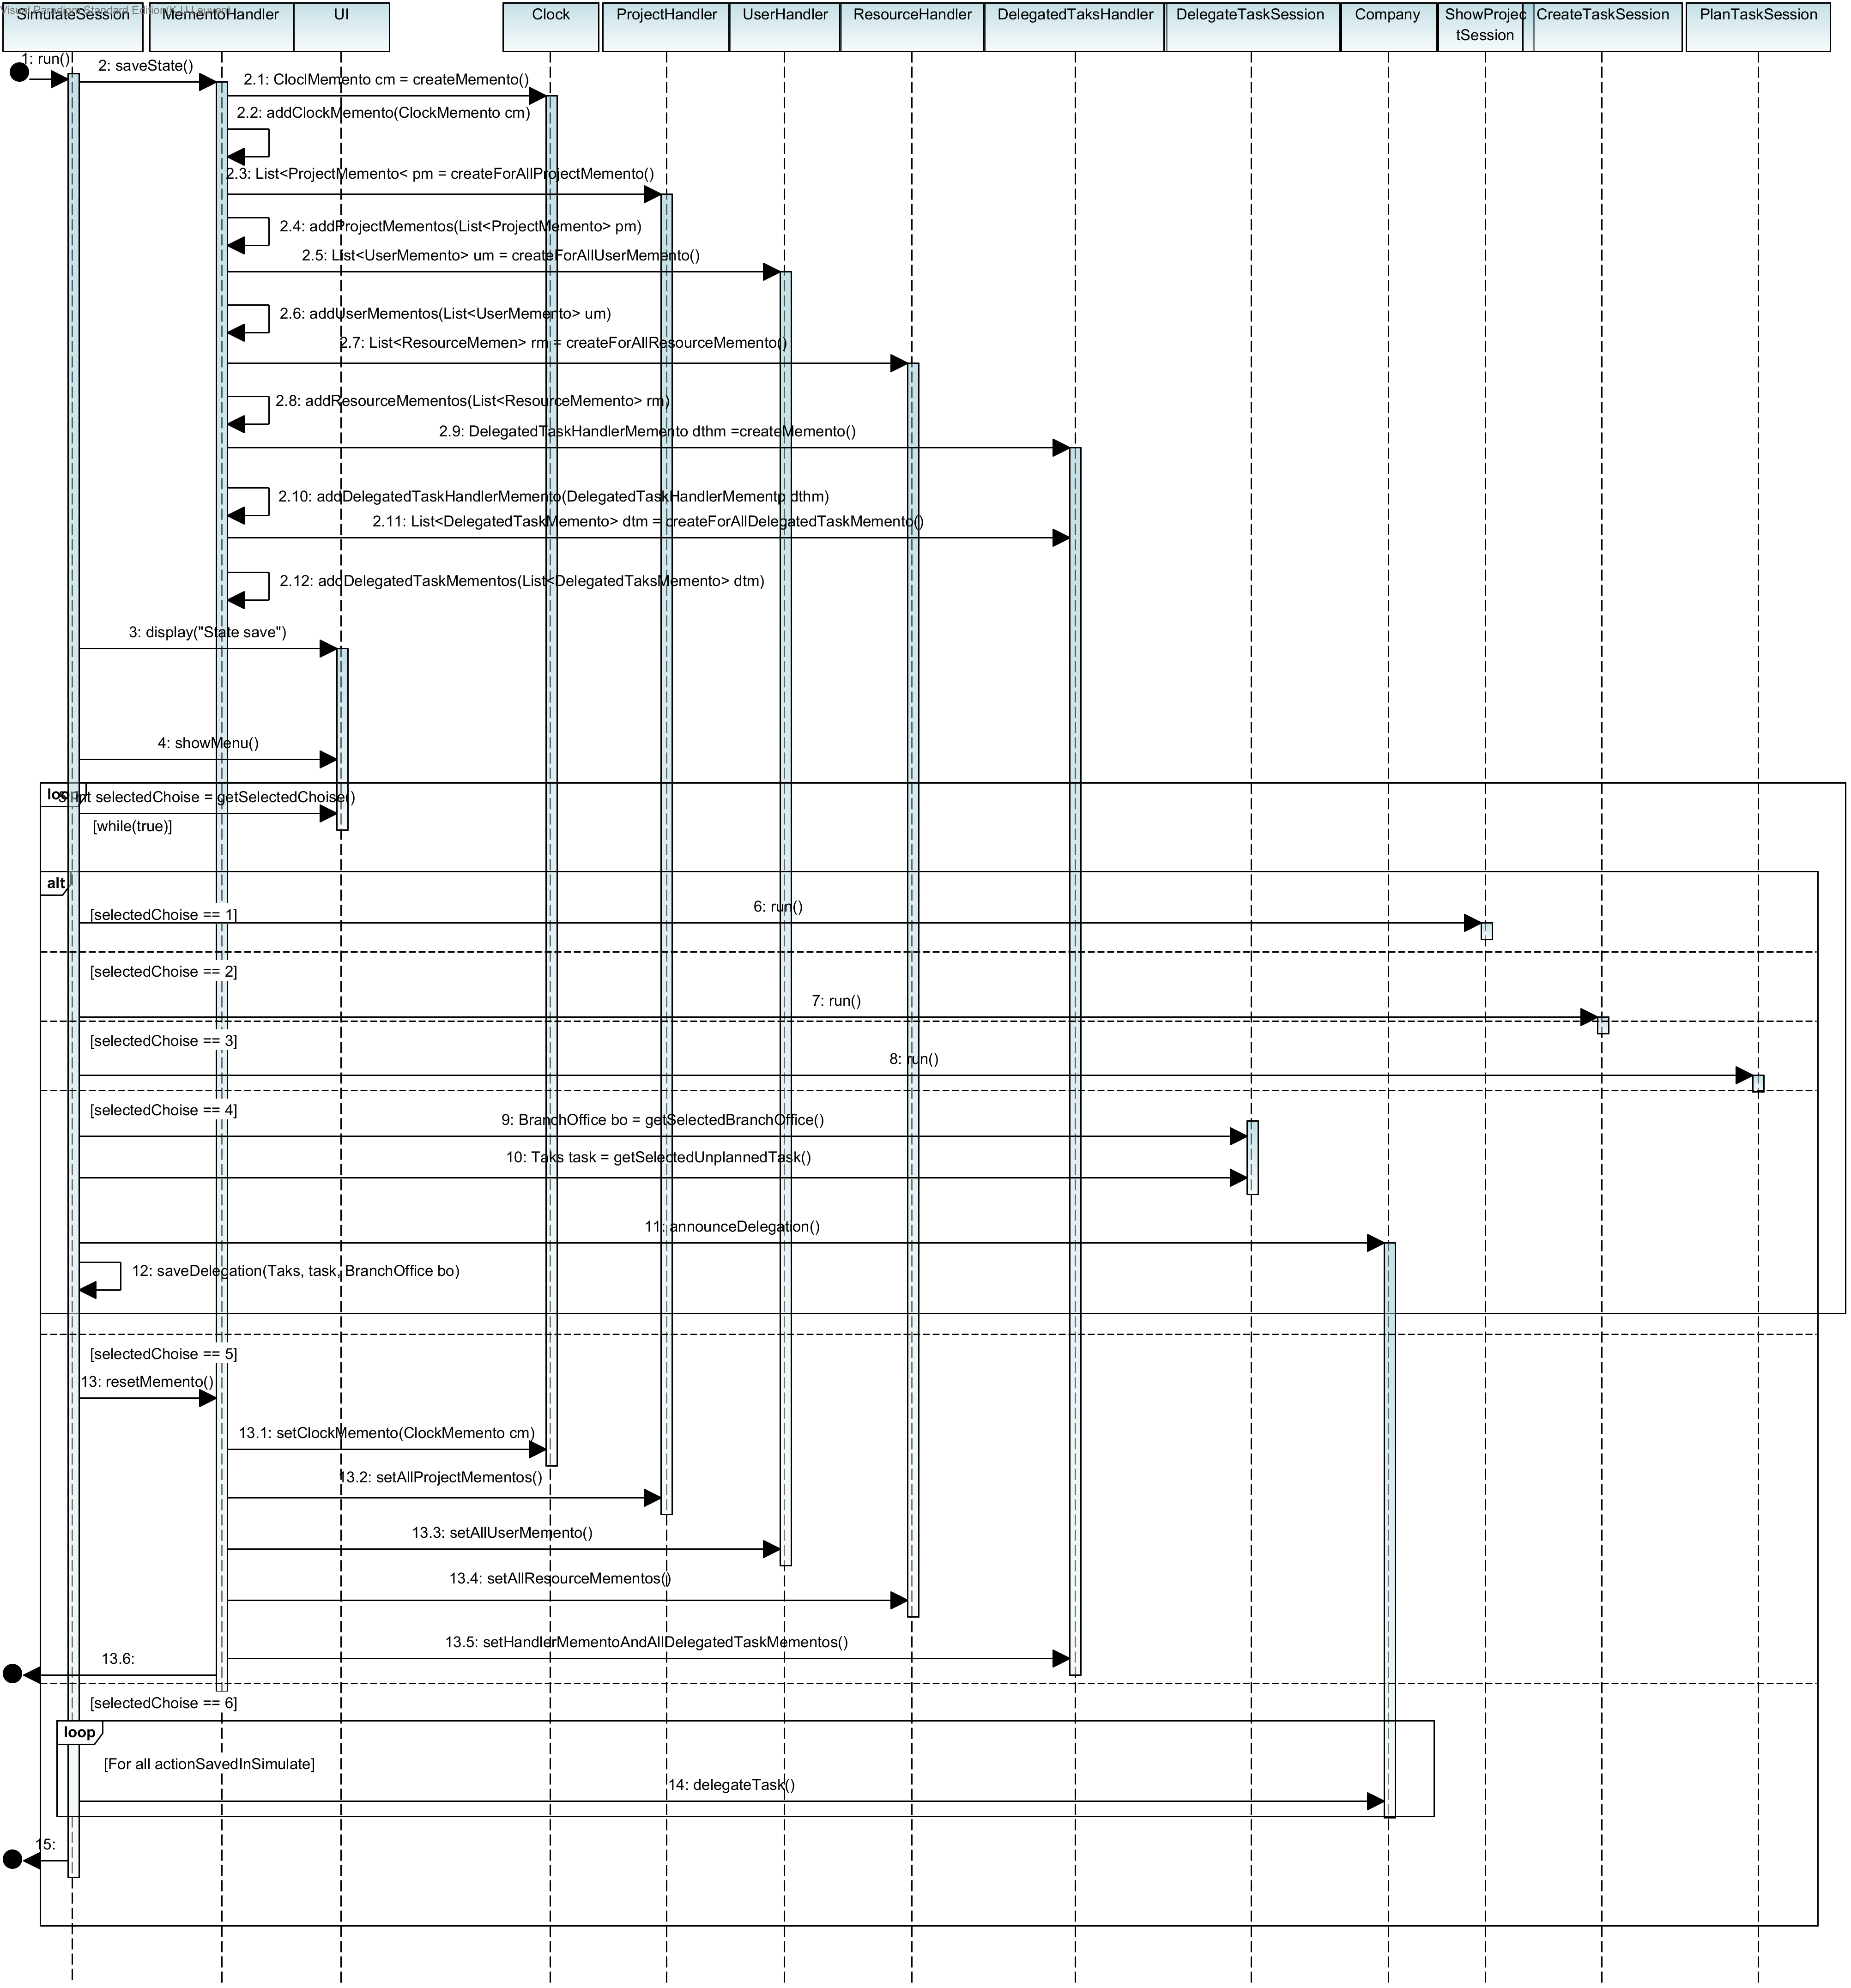 Visual Paradigm Standard Edition(K.U.Leuven)
SimulateSession
MementoHandler
UI
Clock
ProjectHandler
UserHandler
ResourceHandler
DelegatedTaksHandler
DelegateTaskSession
Company
ShowProjec
tSession
CreateTaskSession
PlanTaskSession
1: run()
2: saveState()
2.1: CloclMemento cm = createMemento()
2.2: addClockMemento(ClockMemento cm)
2.3: List<ProjectMemento< pm = createForAllProjectMemento()
2.4: addProjectMementos(List<ProjectMemento> pm)
2.5: List<UserMemento> um = createForAllUserMemento()
2.6: addUserMementos(List<UserMemento> um)
2.7: List<ResourceMemen> rm = createForAllResourceMemento()
2.8: addResourceMementos(List<ResourceMemento> rm)
2.9: DelegatedTaskHandlerMemento dthm =createMemento()
2.10: addDelegatedTaskHandlerMemento(DelegatedTaskHandlerMementp dthm)
2.11: List<DelegatedTaskMemento> dtm = createForAllDelegatedTaskMemento()
2.12: addDelegatedTaskMementos(List<DelegatedTaksMemento> dtm)
3: display("State save")
4: showMenu()
loop
5: int selectedChoise = getSelectedChoise()
[while(true)]
alt
[selectedChoise == 1]
6: run()
[selectedChoise == 2]
7: run()
[selectedChoise == 3]
8: run()
[selectedChoise == 4]
9: BranchOffice bo = getSelectedBranchOffice()
10: Taks task = getSelectedUnplannedTask()
11: announceDelegation()
12: saveDelegation(Taks, task, BranchOffice bo)
[selectedChoise == 5]
13: resetMemento()
13.1: setClockMemento(ClockMemento cm)
13.2: setAllProjectMementos()
13.3: setAllUserMemento()
13.4: setAllResourceMementos()
13.5: setHandlerMementoAndAllDelegatedTaskMementos()
13.6:
[selectedChoise == 6]
loop
[For all actionSavedInSimulate]
14: delegateTask()
15: